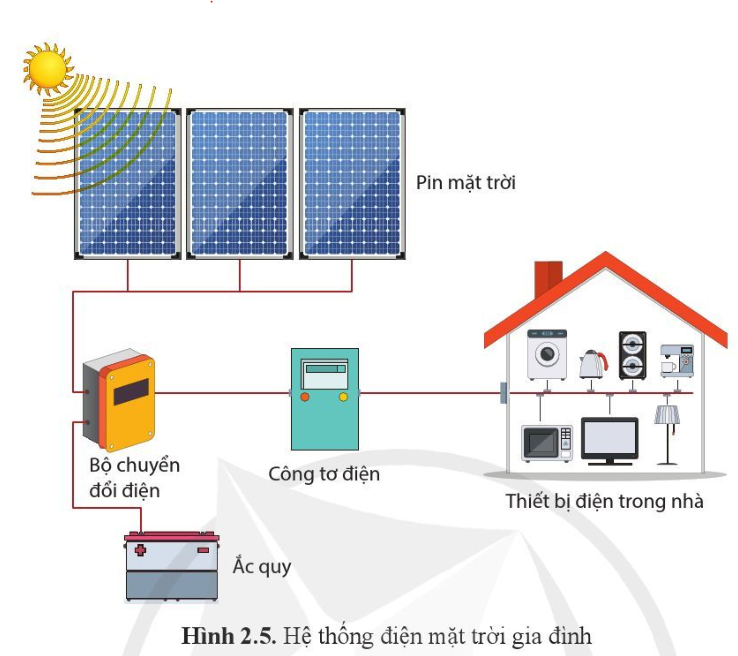 Pin mặt trời
Bộ chuyển
đổi điện
Công tơ điện
Thiết bị điện trong nhà
Ắc quy
Hình 2.5. Hệ thống điện mặt trời gia đình